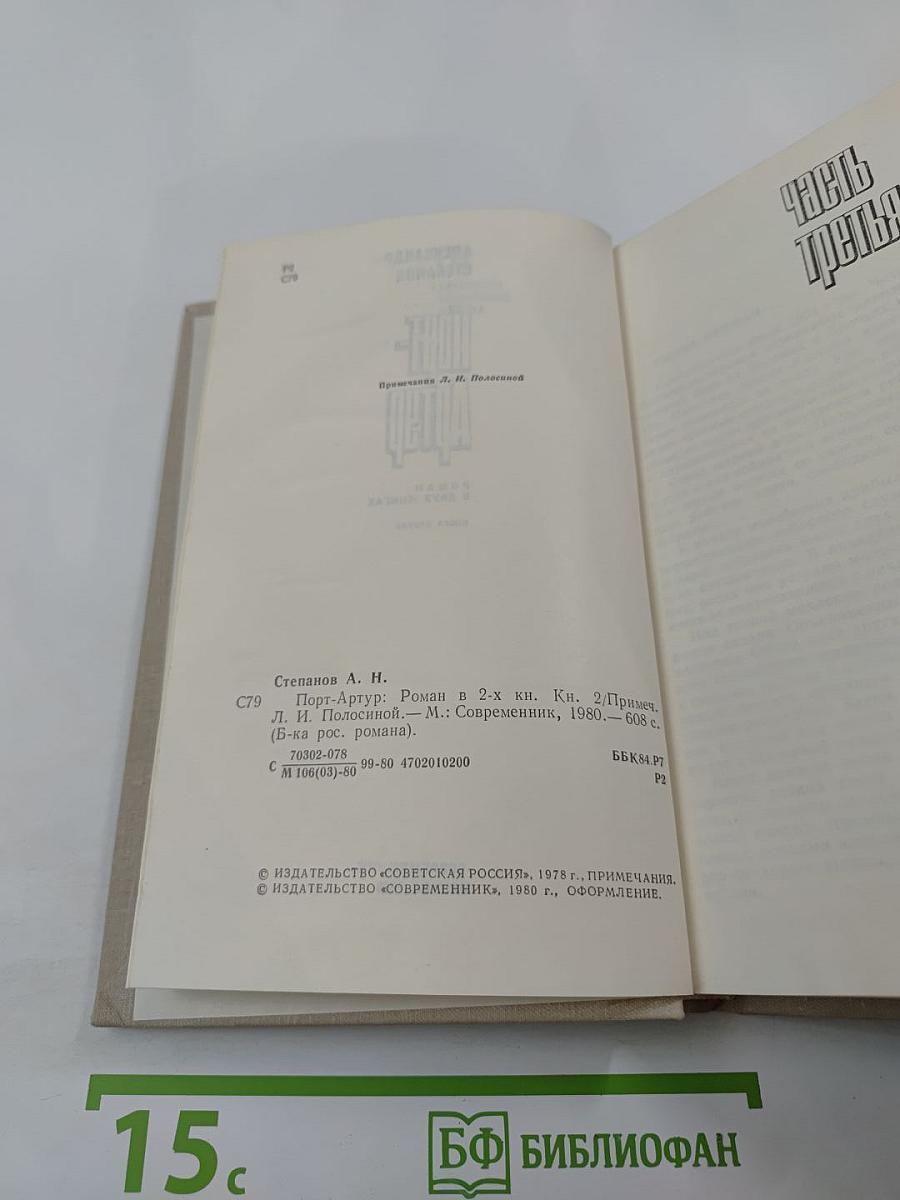 Р2
С79
Примечания Л. И. Полосиной
Степанов А. Н.
С79 Порт-Артур: Роман в 2-х кн. Кн. 2/Примеч.
Л. И. Полосиной.— М.: Современник, 1980.— 608 с.
(Б-ка рос. романа).
С 70302-078
М 106(03)-80 99-80 4702010200
ББК84.Р7
Р2
© ИЗДАТЕЛЬСТВО «СОВЕТСКАЯ РОССИЯ», 1978 г., ПРИМЕЧАНИЯ.
© ИЗДАТЕЛЬСТВО «СОВРЕМЕННИК», 1980 г., ОФОРМЛЕНИЕ.
часть
третья
15 с
БФ БИБЛИОФАН